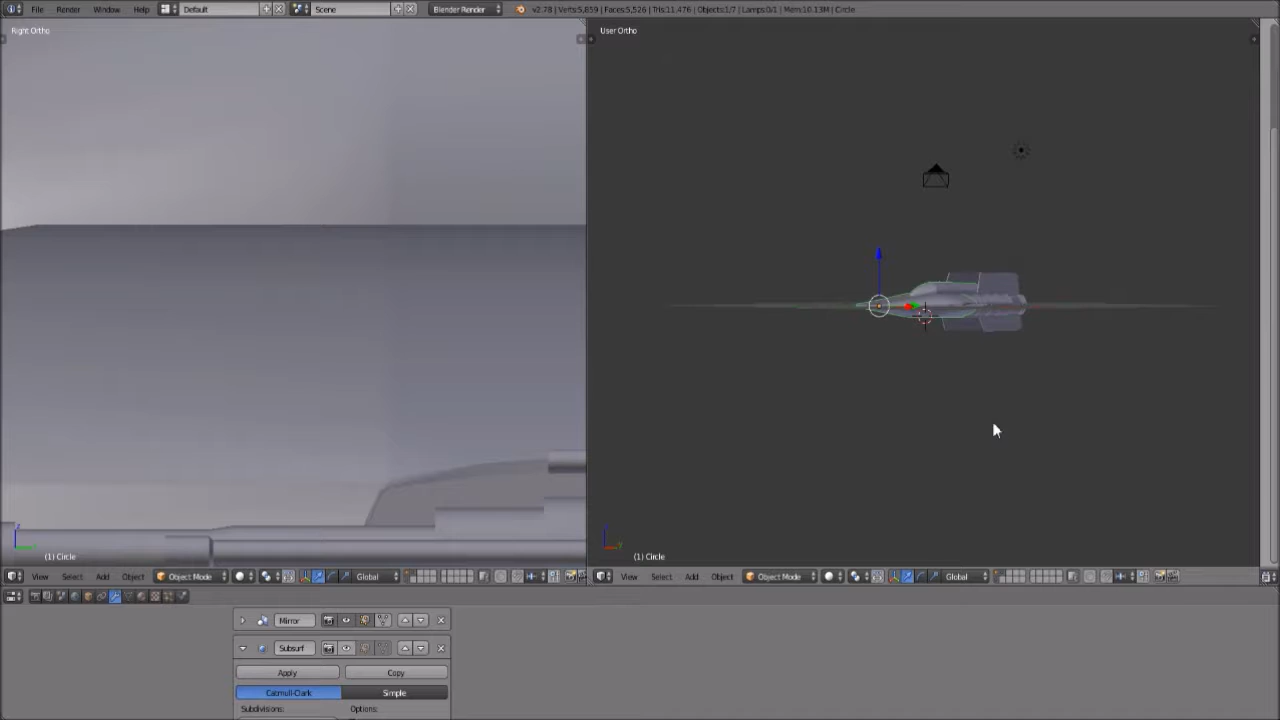 File Render Window Help Default Scene Blender Render v2.78 | Verts:5,859 | Faces:5,526 | Tris:11,476 | Objects:1/7 | Lamps:0/1 | Mem:10.13M | Circle
Right Ortho
User Ortho
(1) Circle
(1) Circle
View Select Add Object Object Mode Global
View Select Add Object Object Mode Global
Mirror
Subsurf
Apply Copy
Catmull-Clark Simple
Subdivisions: Options: